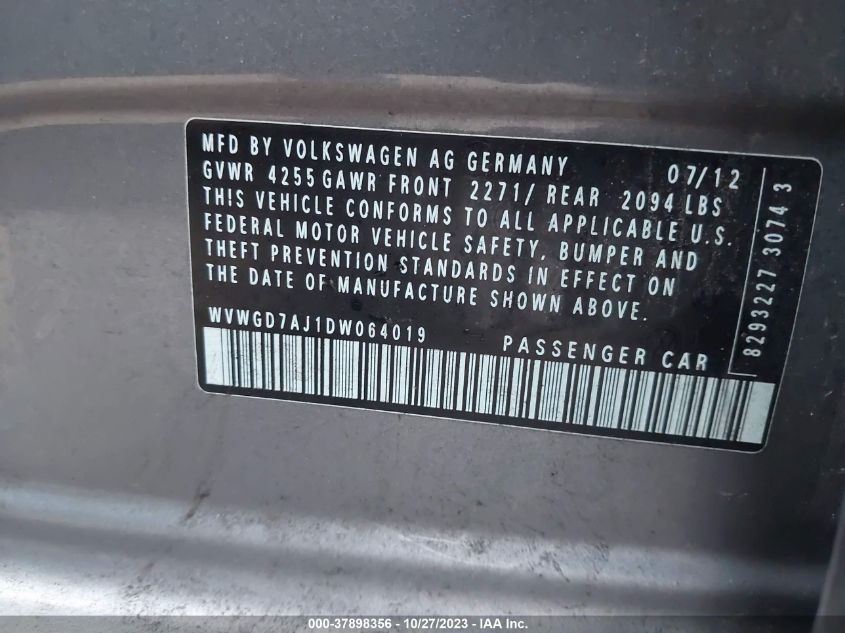 MFD BY VOLKSWAGEN AG GERMANY 07/12
GVWR 4255 GAWR FRONT 2271/ REAR 2094 LBS
THIS VEHICLE CONFORMS TO ALL APPLICABLE U.S.
FEDERAL MOTOR VEHICLE SAFETY, BUMPER AND
THEFT PREVENTION STANDARDS IN EFFECT ON
THE DATE OF MANUFACTURE SHOWN ABOVE.
WVWGD7AJ1DW064019 PASSENGER CAR
8293227 30743
000-37898356 | 10/27/2023 - IAA Inc.